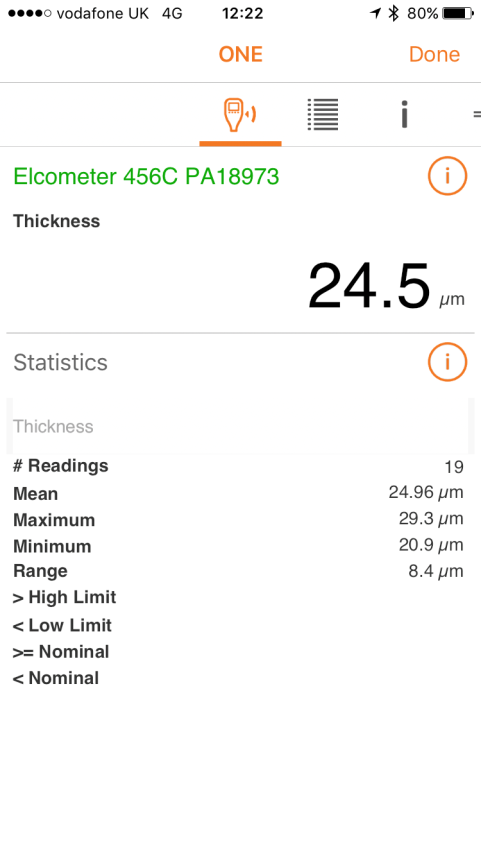 vodafone UK 4G 12:22 80%
ONE Done
i
Elcometer 456C PA18973 i
Thickness
24.5 µm
Statistics i
Thickness
# Readings 19
Mean 24.96 µm
Maximum 29.3 µm
Minimum 20.9 µm
Range 8.4 µm
> High Limit
< Low Limit
>= Nominal
< Nominal